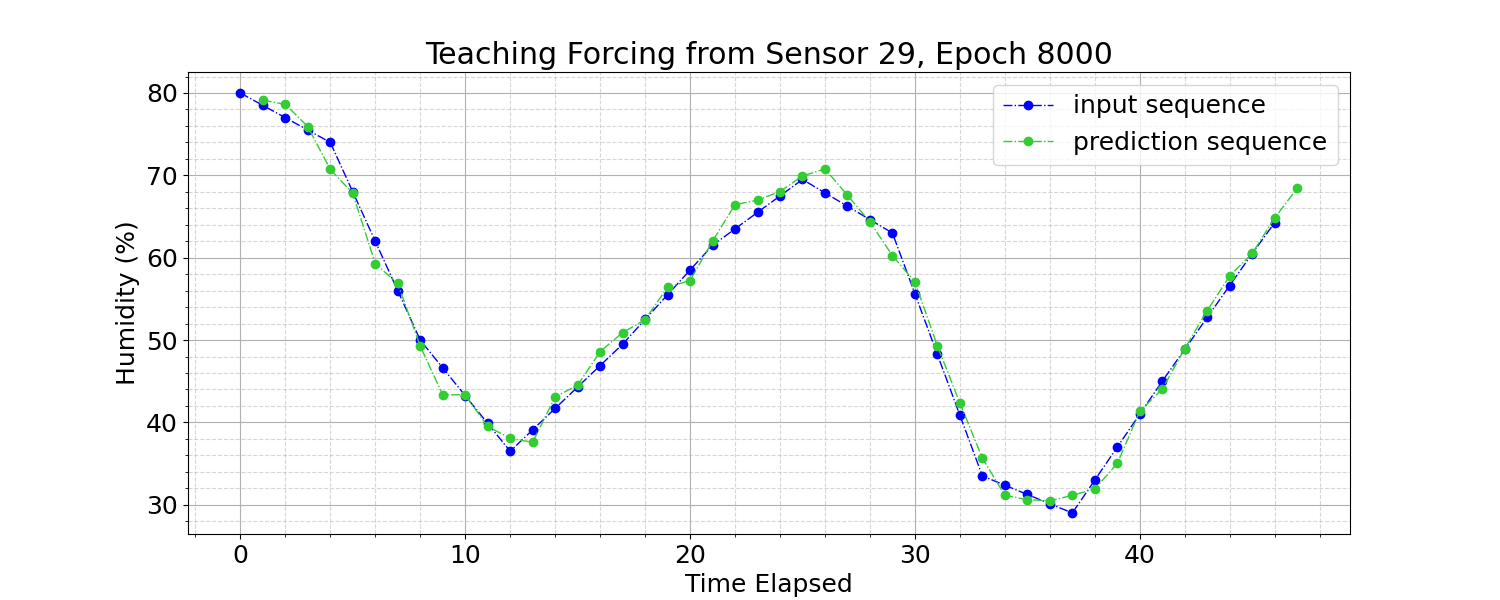 Teaching Forcing from Sensor 29, Epoch 8000
input sequence
prediction sequence
Humidity (%)
80
70
60
50
40
30
0 10 20 30 40
Time Elapsed